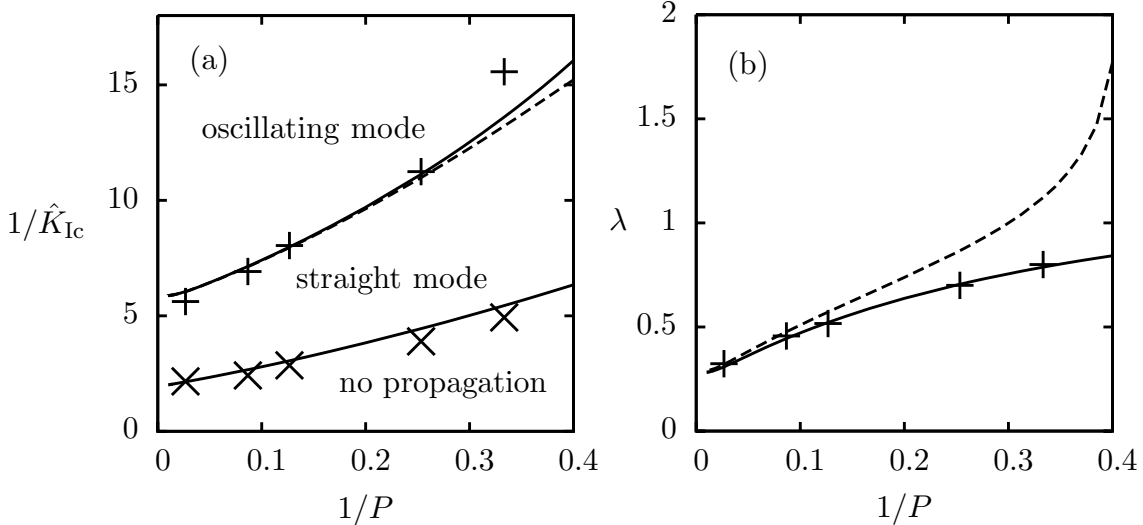 (a)
15
oscillating mode
10
1/K̂Ic
straight mode
5
no propagation
0
0
0.1
0.2
0.3
0.4
1/P
2
(b)
1.5
1
λ
0.5
0
0
0.1
0.2
0.3
0.4
1/P